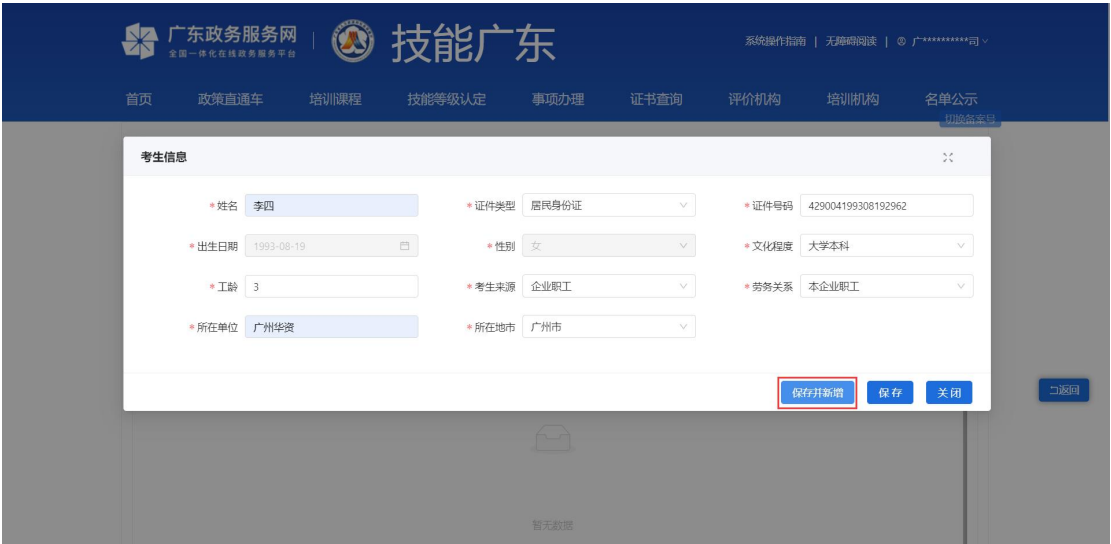 广东政务服务网
全国一体化在线政务服务平台
技能广东
系统操作指南 | 无障碍阅读 | 广**********司
首页 政策直通车 培训课程 技能等级认定 事项办理 证书查询 评价机构 培训机构 名单公示
切换备案号
考生信息
*姓名 李四 *证件类型 居民身份证 *证件号码 429004199308192962
*出生日期 1993-08-19 *性别 女 *文化程度 大学本科
*工龄 3 *考生来源 企业职工 *劳务关系 本企业职工
*所在单位 广州华资 *所在地市 广州市
保存并新增 保存 关闭
返回
暂无数据